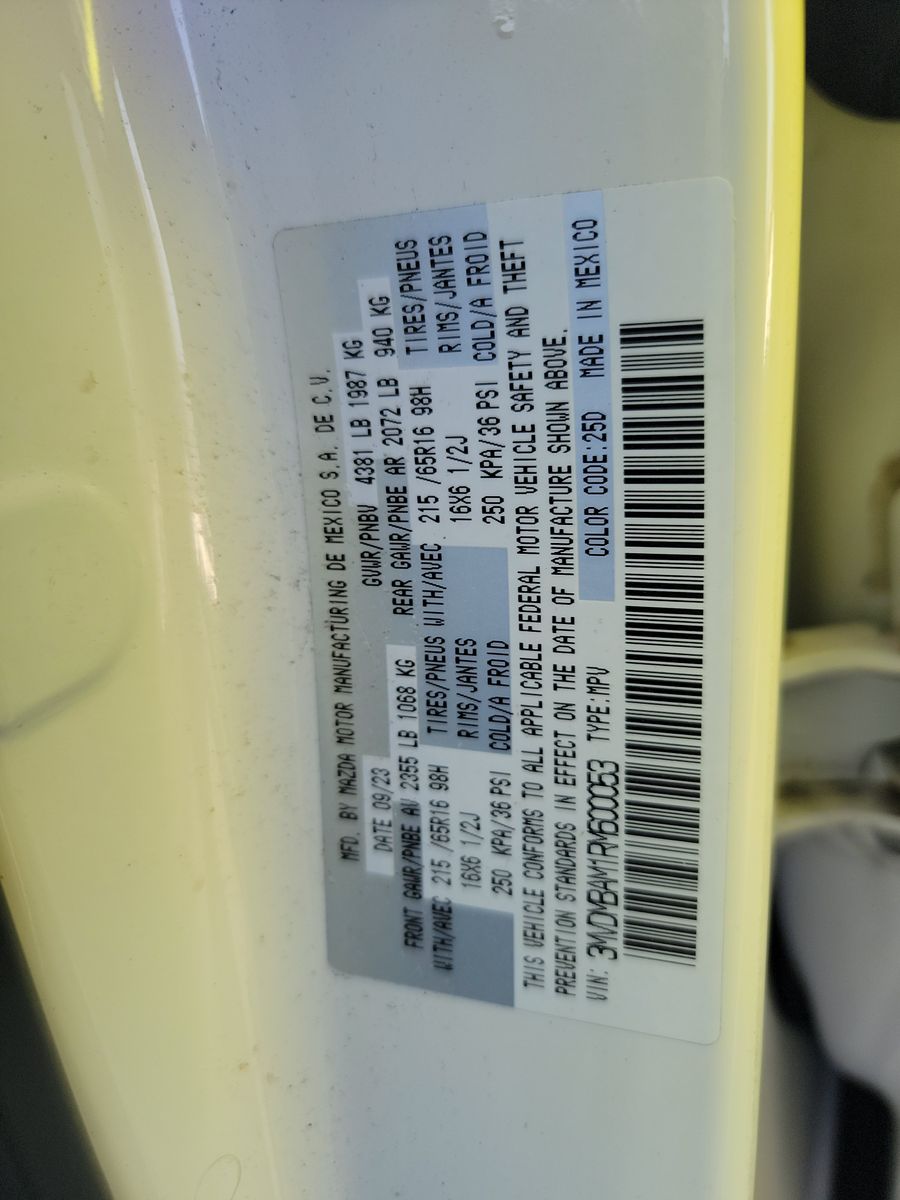 MFD. BY MAZDA MOTOR MANUFACTURING DE MEXICO S.A. DE C.V.
DATE 09/23 GVWR/PNBV 4381 LB 1987 KG
FRONT GAWR/PNBE AV 2355 LB 1068 KG REAR GAWR/PNBE AR 2072 LB 940 KG
WITH/AVEC 215 /65R16 98H TIRES/PNEUS WITH/AVEC 215 /65R16 98H TIRES/PNEUS
16X6 1/2J RIMS/JANTES 16X6 1/2J RIMS/JANTES
250 KPA/36 PSI COLD/A FROID 250 KPA/36 PSI COLD/A FROID
THIS VEHICLE CONFORMS TO ALL APPLICABLE FEDERAL MOTOR VEHICLE SAFETY AND THEFT
PREVENTION STANDARDS IN EFFECT ON THE DATE OF MANUFACTURE SHOWN ABOVE.
VIN: 3MVDMBAM1RM600053 TYPE:MPV COLOR CODE:25D MADE IN MEXICO